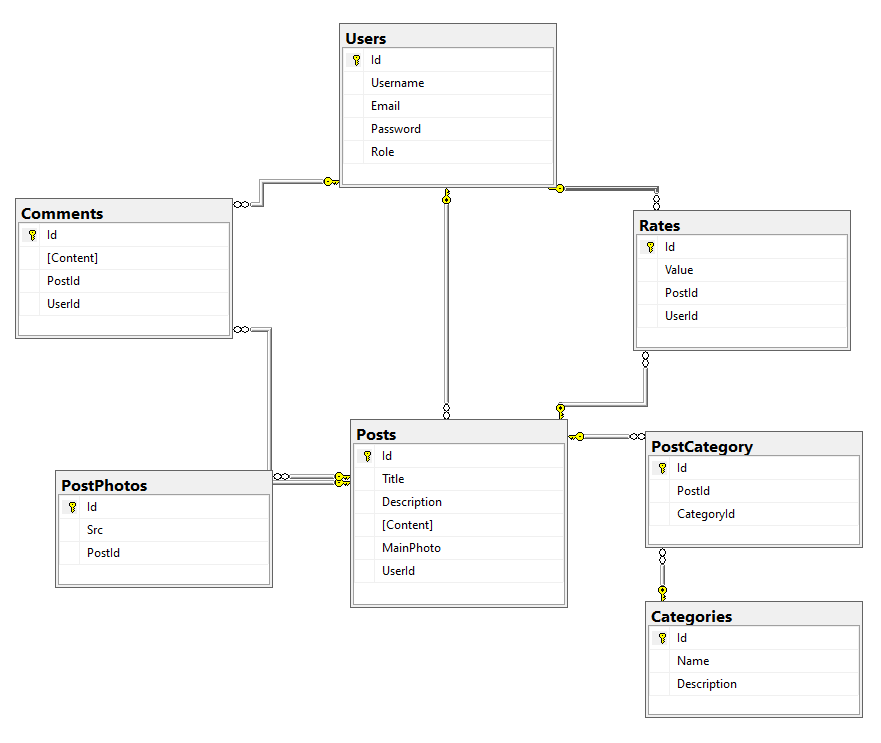 Users
Id
Username
Email
Password
Role
Comments
Id
[Content]
PostId
UserId
Rates
Id
Value
PostId
UserId
Posts
Id
Title
Description
[Content]
MainPhoto
UserId
PostCategory
Id
PostId
CategoryId
PostPhotos
Id
Src
PostId
Categories
Id
Name
Description